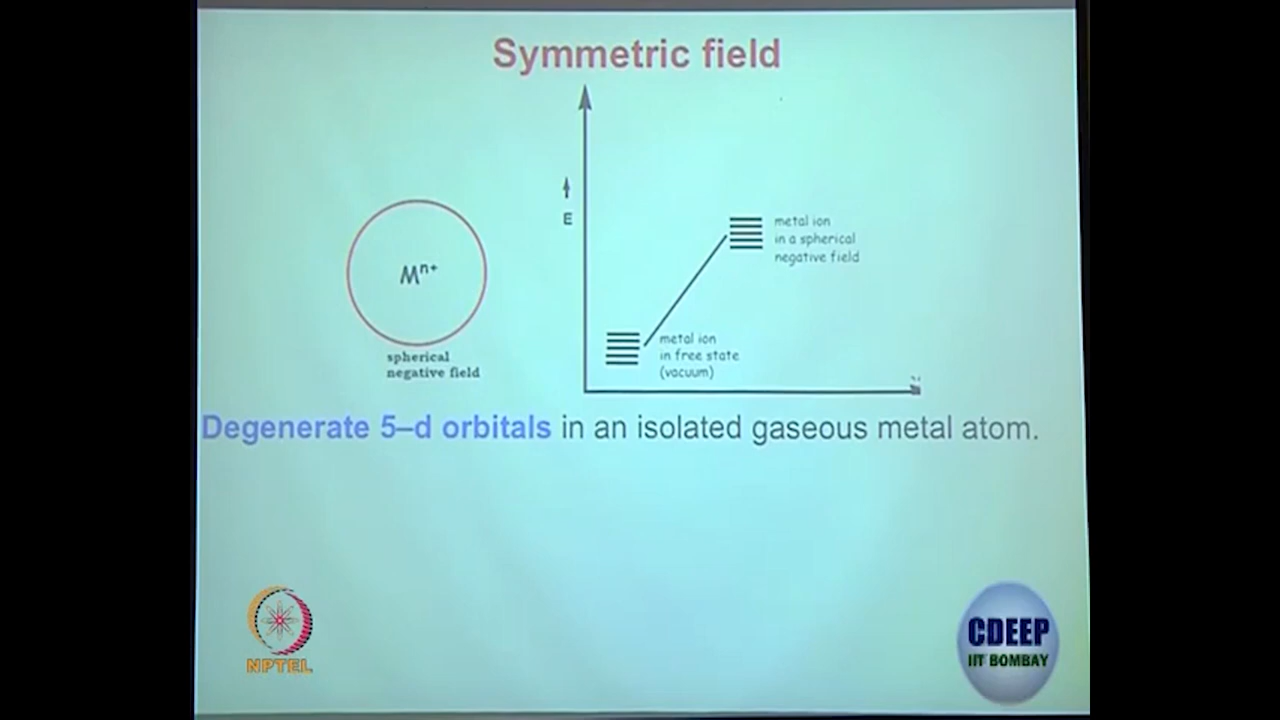 Symmetric field
E
metal ion
in a spherical
negative field
Mⁿ⁺
metal ion
in free state
(vacuum)
spherical
negative field
Degenerate 5–d orbitals in an isolated gaseous metal atom.
NPTEL
CDEEP
IIT BOMBAY